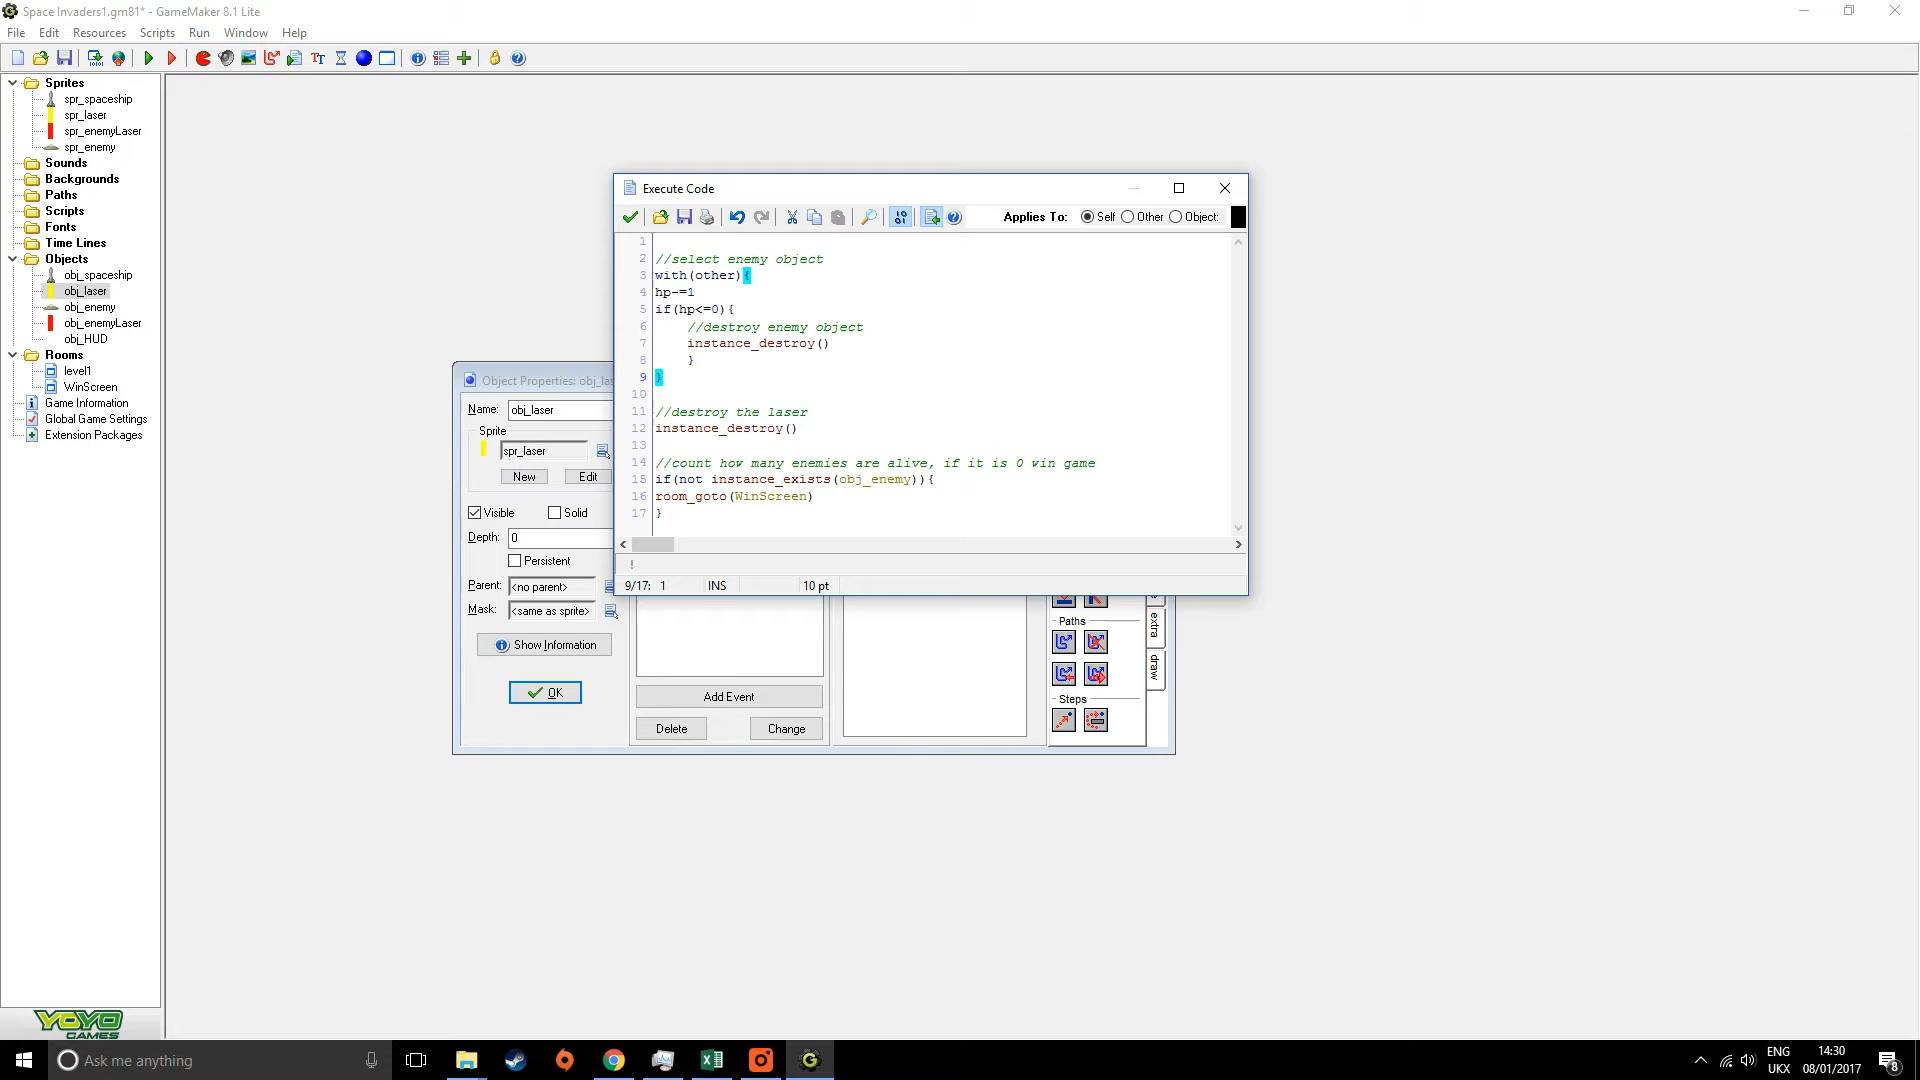 Space Invaders1.gm81* - GameMaker 8.1 Lite
File Edit Resources Scripts Run Window Help
Sprites
spr_spaceship
spr_laser
spr_enemyLaser
spr_enemy
Sounds
Backgrounds
Paths
Scripts
Fonts
Time Lines
Objects
obj_spaceship
obj_laser
obj_enemy
obj_enemyLaser
obj_HUD
Rooms
level1
WinScreen
Game Information
Global Game Settings
Extension Packages
YOYO
GAMES
Execute Code
Applies To: Self Other Object:
1
2 //select enemy object
3 with(other){
4 hp-=1
5 if(hp<=0){
6 //destroy enemy object
7 instance_destroy()
8 }
9 }
10
11 //destroy the laser
12 instance_destroy()
13
14 //count how many enemies are alive, if it is 0 win game
15 if(not instance_exists(obj_enemy)){
16 room_goto(WinScreen)
17 }
!
9/17: 1 INS 10 pt
Object Properties: obj_las
Name: obj_laser
Sprite
spr_laser
New Edit
Visible Solid
Depth: 0
Persistent
Parent: <no parent>
Mask: <same as sprite>
Show Information
OK
Add Event
Delete Change
Paths
Steps
extra
draw
Ask me anything
ENG
UKX
14:30
08/01/2017
8